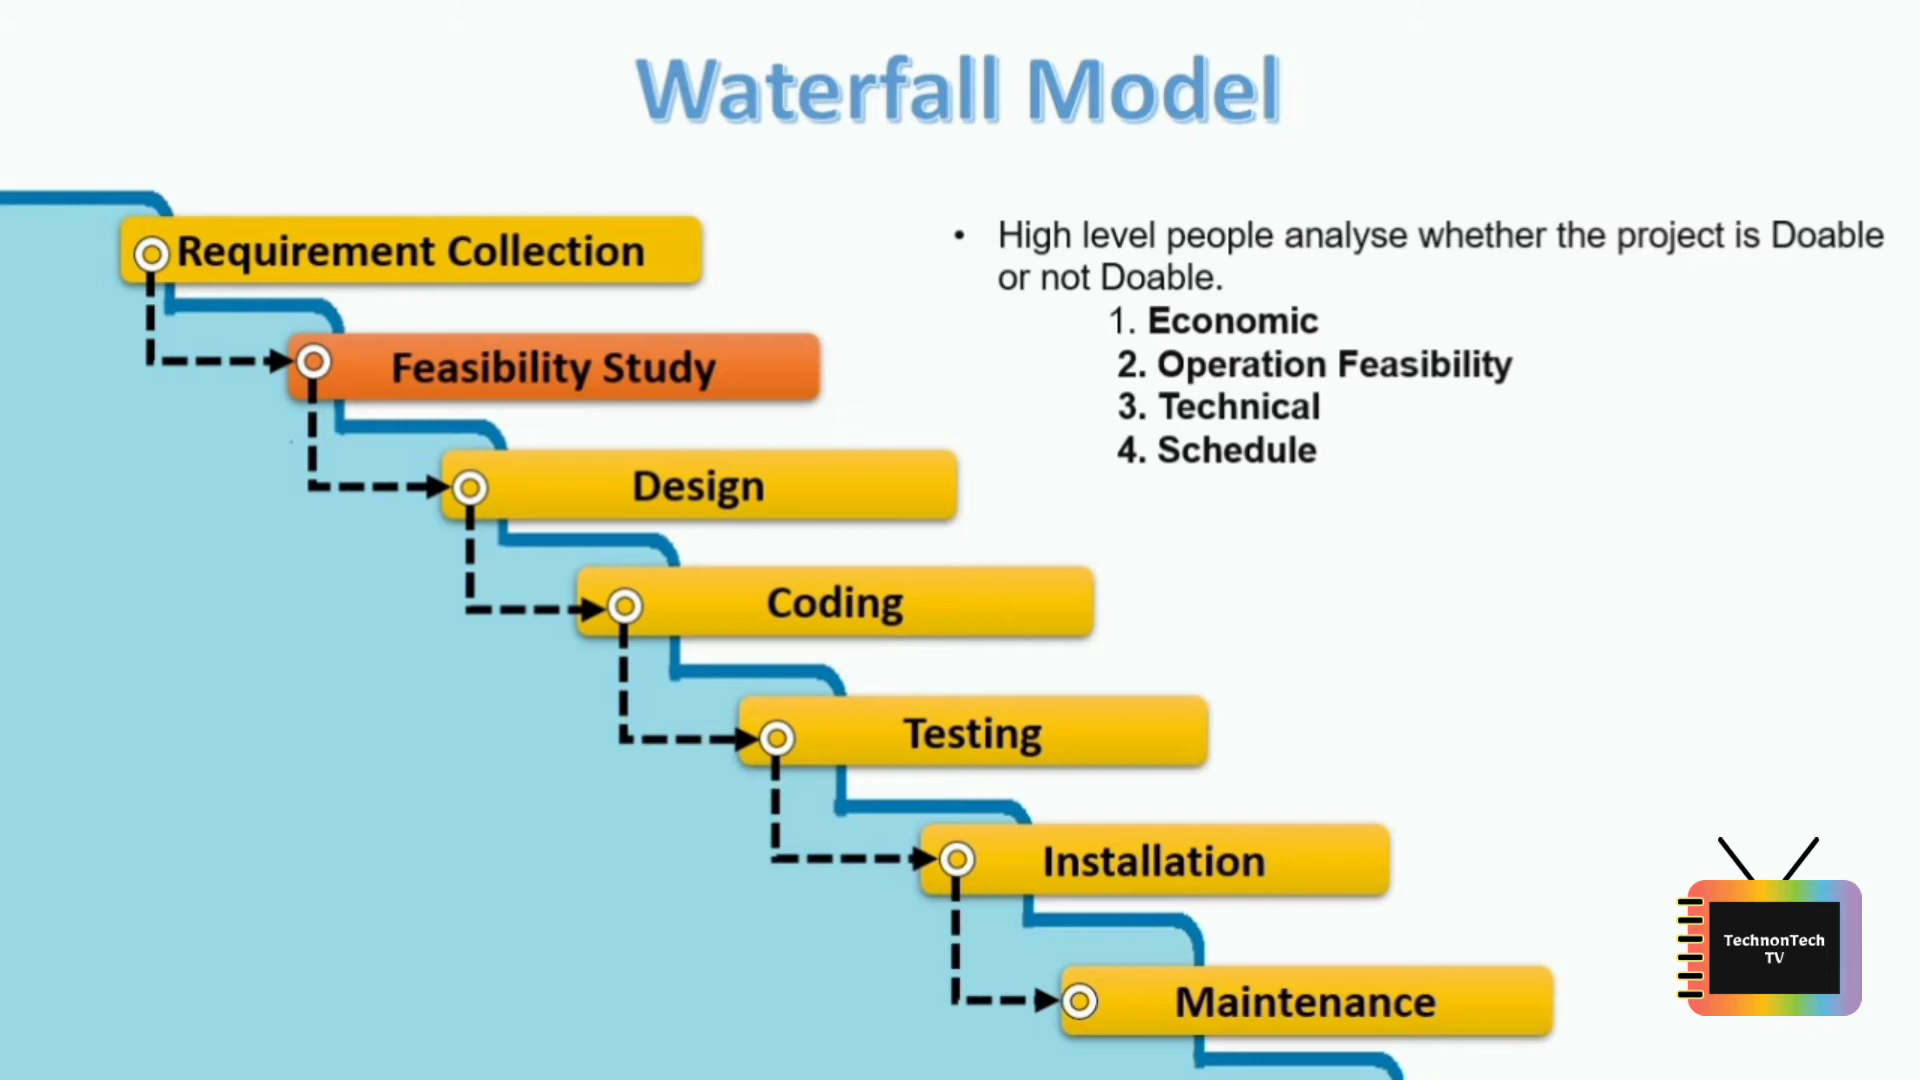 Waterfall Model
Requirement Collection
Feasibility Study
Design
Coding
Testing
Installation
Maintenance
• High level people analyse whether the project is Doable
or not Doable.
1. Economic
2. Operation Feasibility
3. Technical
4. Schedule
TechnonTech
TV